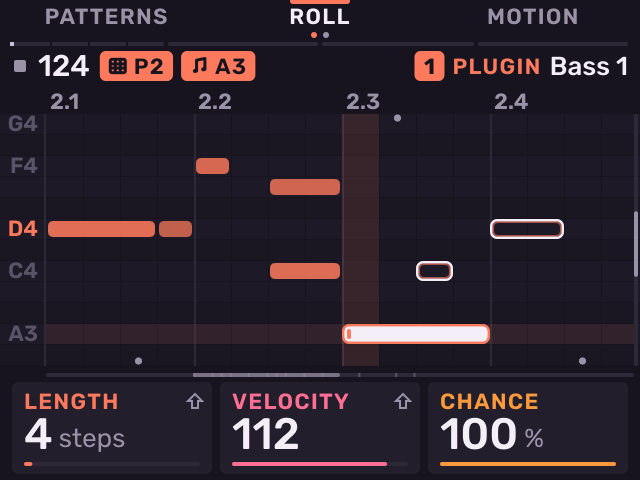 PATTERNS ROLL MOTION
124 P2 A3 1 PLUGIN Bass 1
2.1 2.2 2.3 2.4
G4
F4
D4
C4
A3
LENGTH VELOCITY CHANCE
4 steps 112 100 %